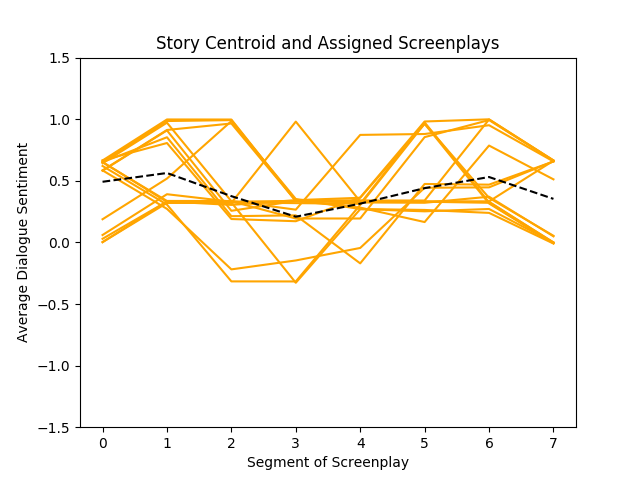 Story Centroid and Assigned Screenplays
1.5
1.0
0.5
0.0
−0.5
−1.0
−1.5
Average Dialogue Sentiment
0 1 2 3 4 5 6 7
Segment of Screenplay